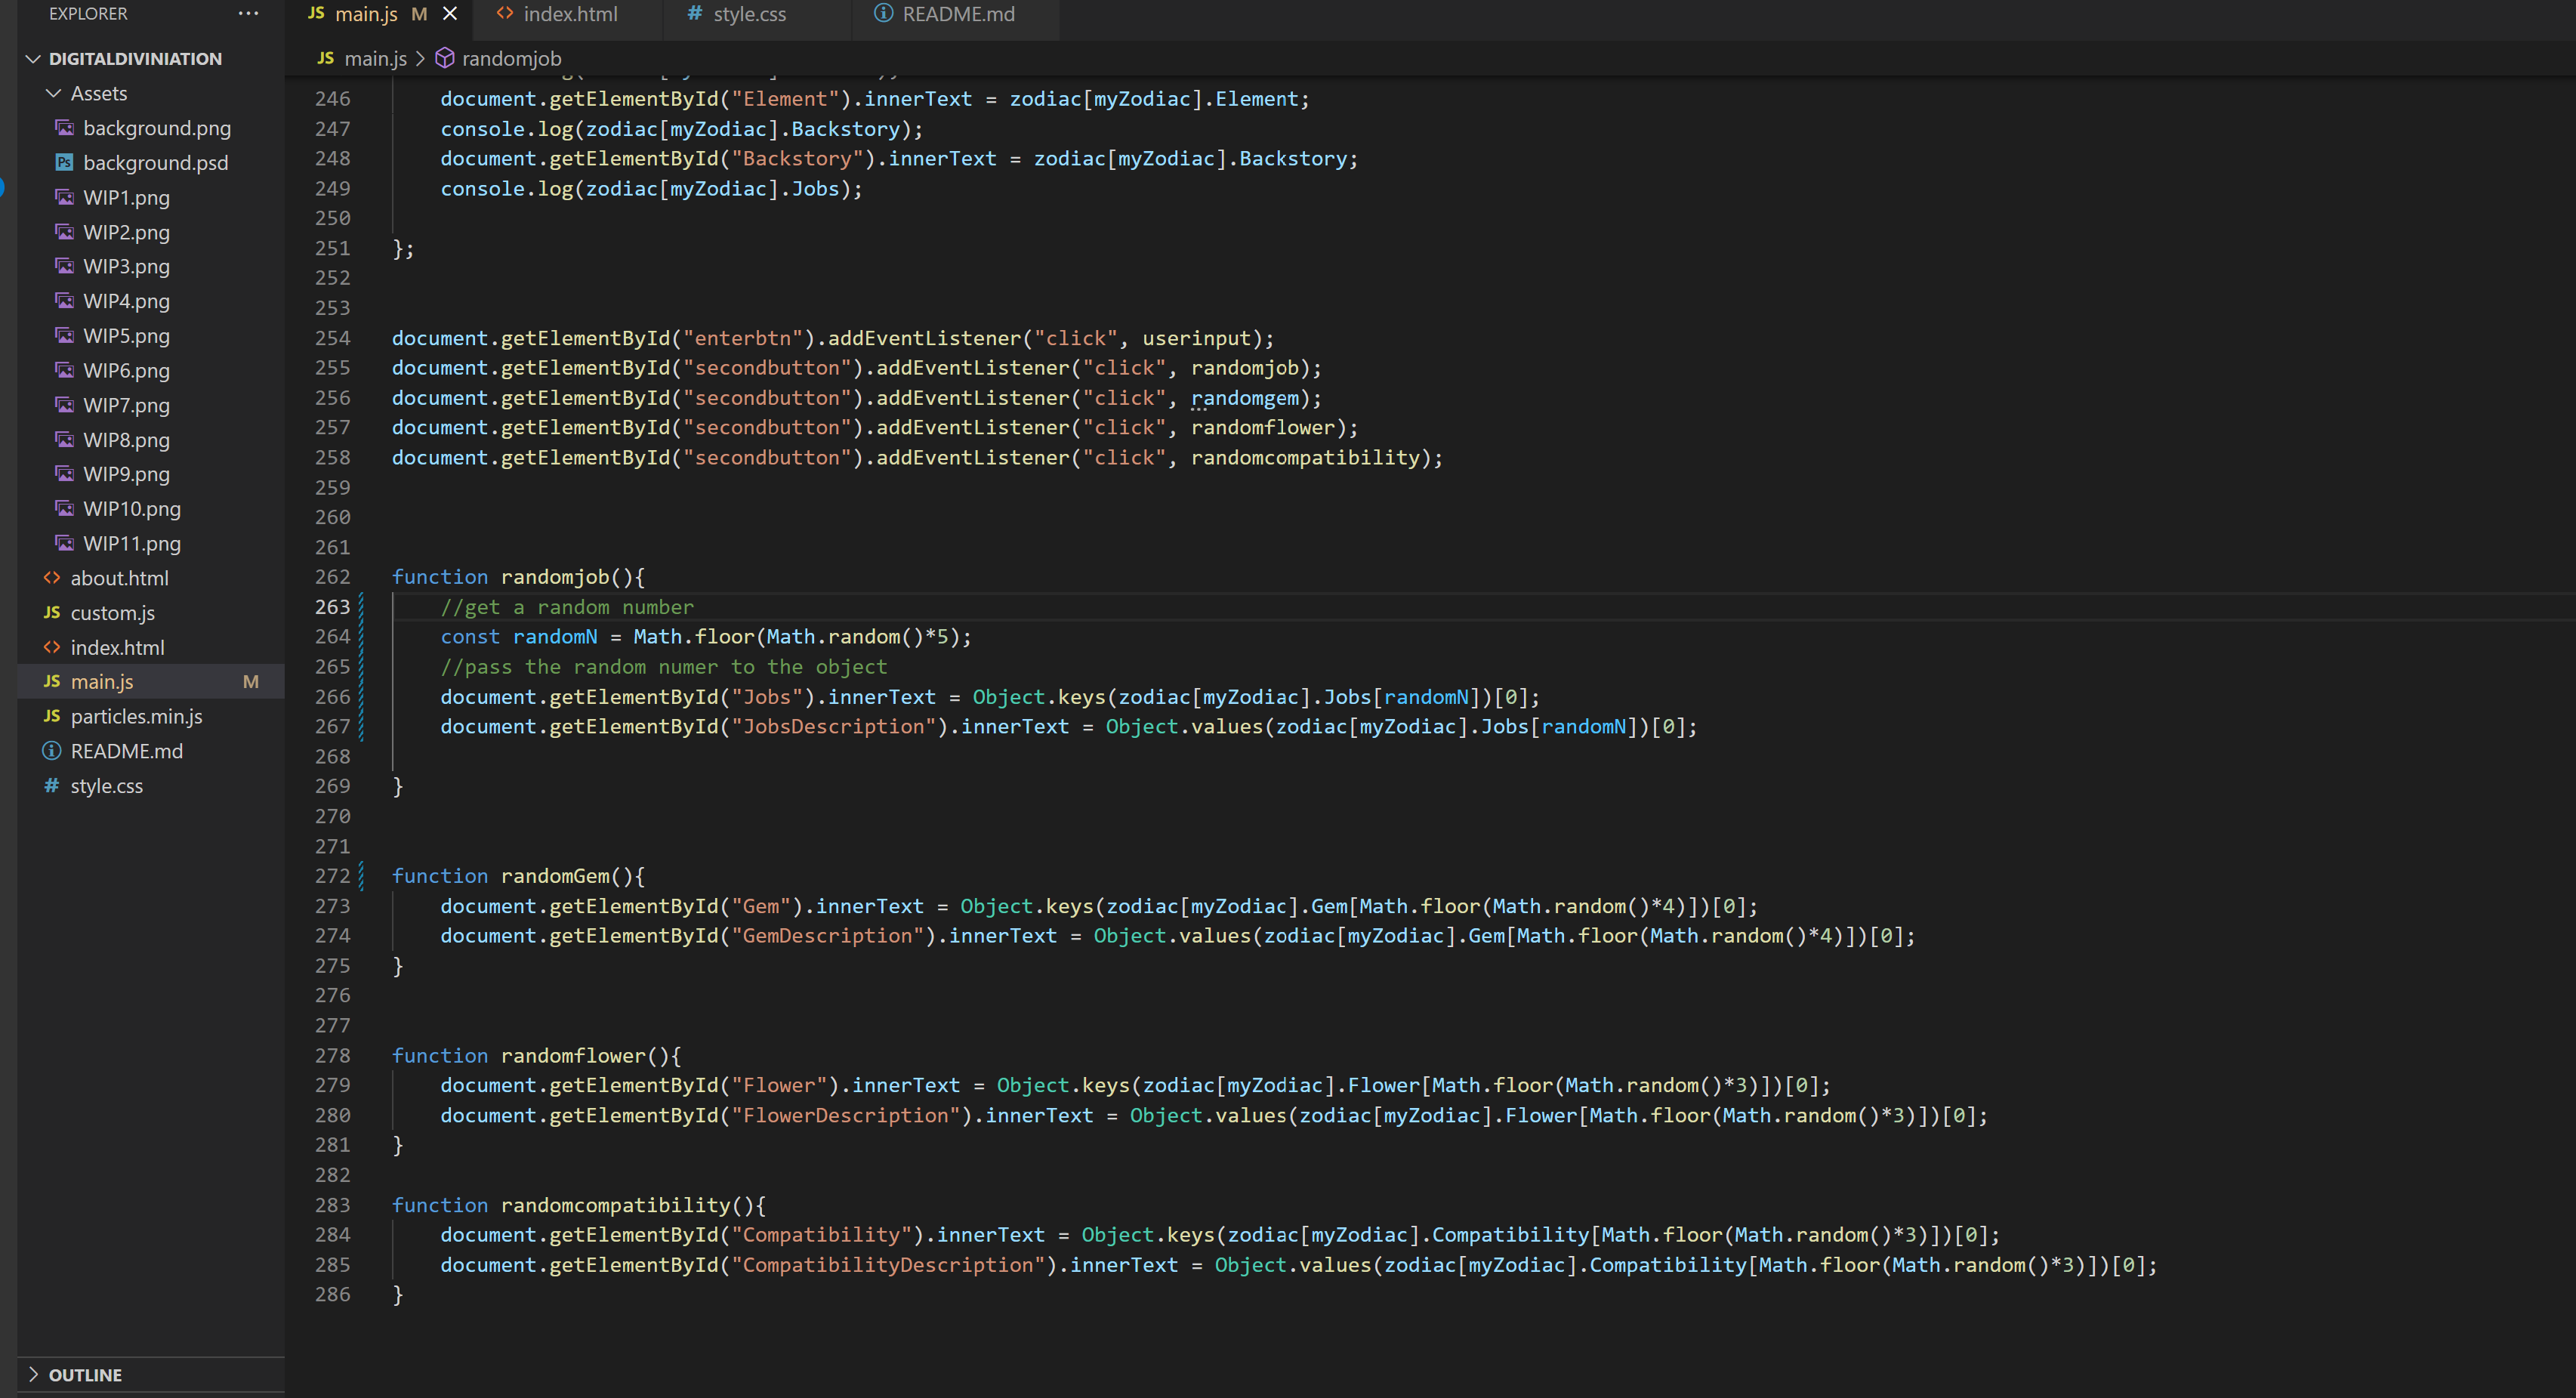 EXPLORER
···
DIGITALDIVINIATION
Assets
background.png
Ps background.psd
WIP1.png
WIP2.png
WIP3.png
WIP4.png
WIP5.png
WIP6.png
WIP7.png
WIP8.png
WIP9.png
WIP10.png
WIP11.png
<> about.html
JS custom.js
<> index.html
JS main.js M
JS particles.min.js
README.md
# style.css
OUTLINE
JS main.js M
<> index.html
# style.css
README.md
JS main.js > randomjob
246 document.getElementById("Element").innerText = zodiac[myZodiac].Element;
247 console.log(zodiac[myZodiac].Backstory);
248 document.getElementById("Backstory").innerText = zodiac[myZodiac].Backstory;
249 console.log(zodiac[myZodiac].Jobs);
250
251 };
252
253
254 document.getElementById("enterbtn").addEventListener("click", userinput);
255 document.getElementById("secondbutton").addEventListener("click", randomjob);
256 document.getElementById("secondbutton").addEventListener("click", randomgem);
257 document.getElementById("secondbutton").addEventListener("click", randomflower);
258 document.getElementById("secondbutton").addEventListener("click", randomcompatibility);
259
260
261
262 function randomjob(){
263 //get a random number
264 const randomN = Math.floor(Math.random()*5);
265 //pass the random numer to the object
266 document.getElementById("Jobs").innerText = Object.keys(zodiac[myZodiac].Jobs[randomN])[0];
267 document.getElementById("JobsDescription").innerText = Object.values(zodiac[myZodiac].Jobs[randomN])[0];
268
269 }
270
271
272 function randomGem(){
273 document.getElementById("Gem").innerText = Object.keys(zodiac[myZodiac].Gem[Math.floor(Math.random()*4)])[0];
274 document.getElementById("GemDescription").innerText = Object.values(zodiac[myZodiac].Gem[Math.floor(Math.random()*4)])[0];
275 }
276
277
278 function randomflower(){
279 document.getElementById("Flower").innerText = Object.keys(zodiac[myZodiac].Flower[Math.floor(Math.random()*3)])[0];
280 document.getElementById("FlowerDescription").innerText = Object.values(zodiac[myZodiac].Flower[Math.floor(Math.random()*3)])[0];
281 }
282
283 function randomcompatibility(){
284 document.getElementById("Compatibility").innerText = Object.keys(zodiac[myZodiac].Compatibility[Math.floor(Math.random()*3)])[0];
285 document.getElementById("CompatibilityDescription").innerText = Object.values(zodiac[myZodiac].Compatibility[Math.floor(Math.random()*3)])[0];
286 }